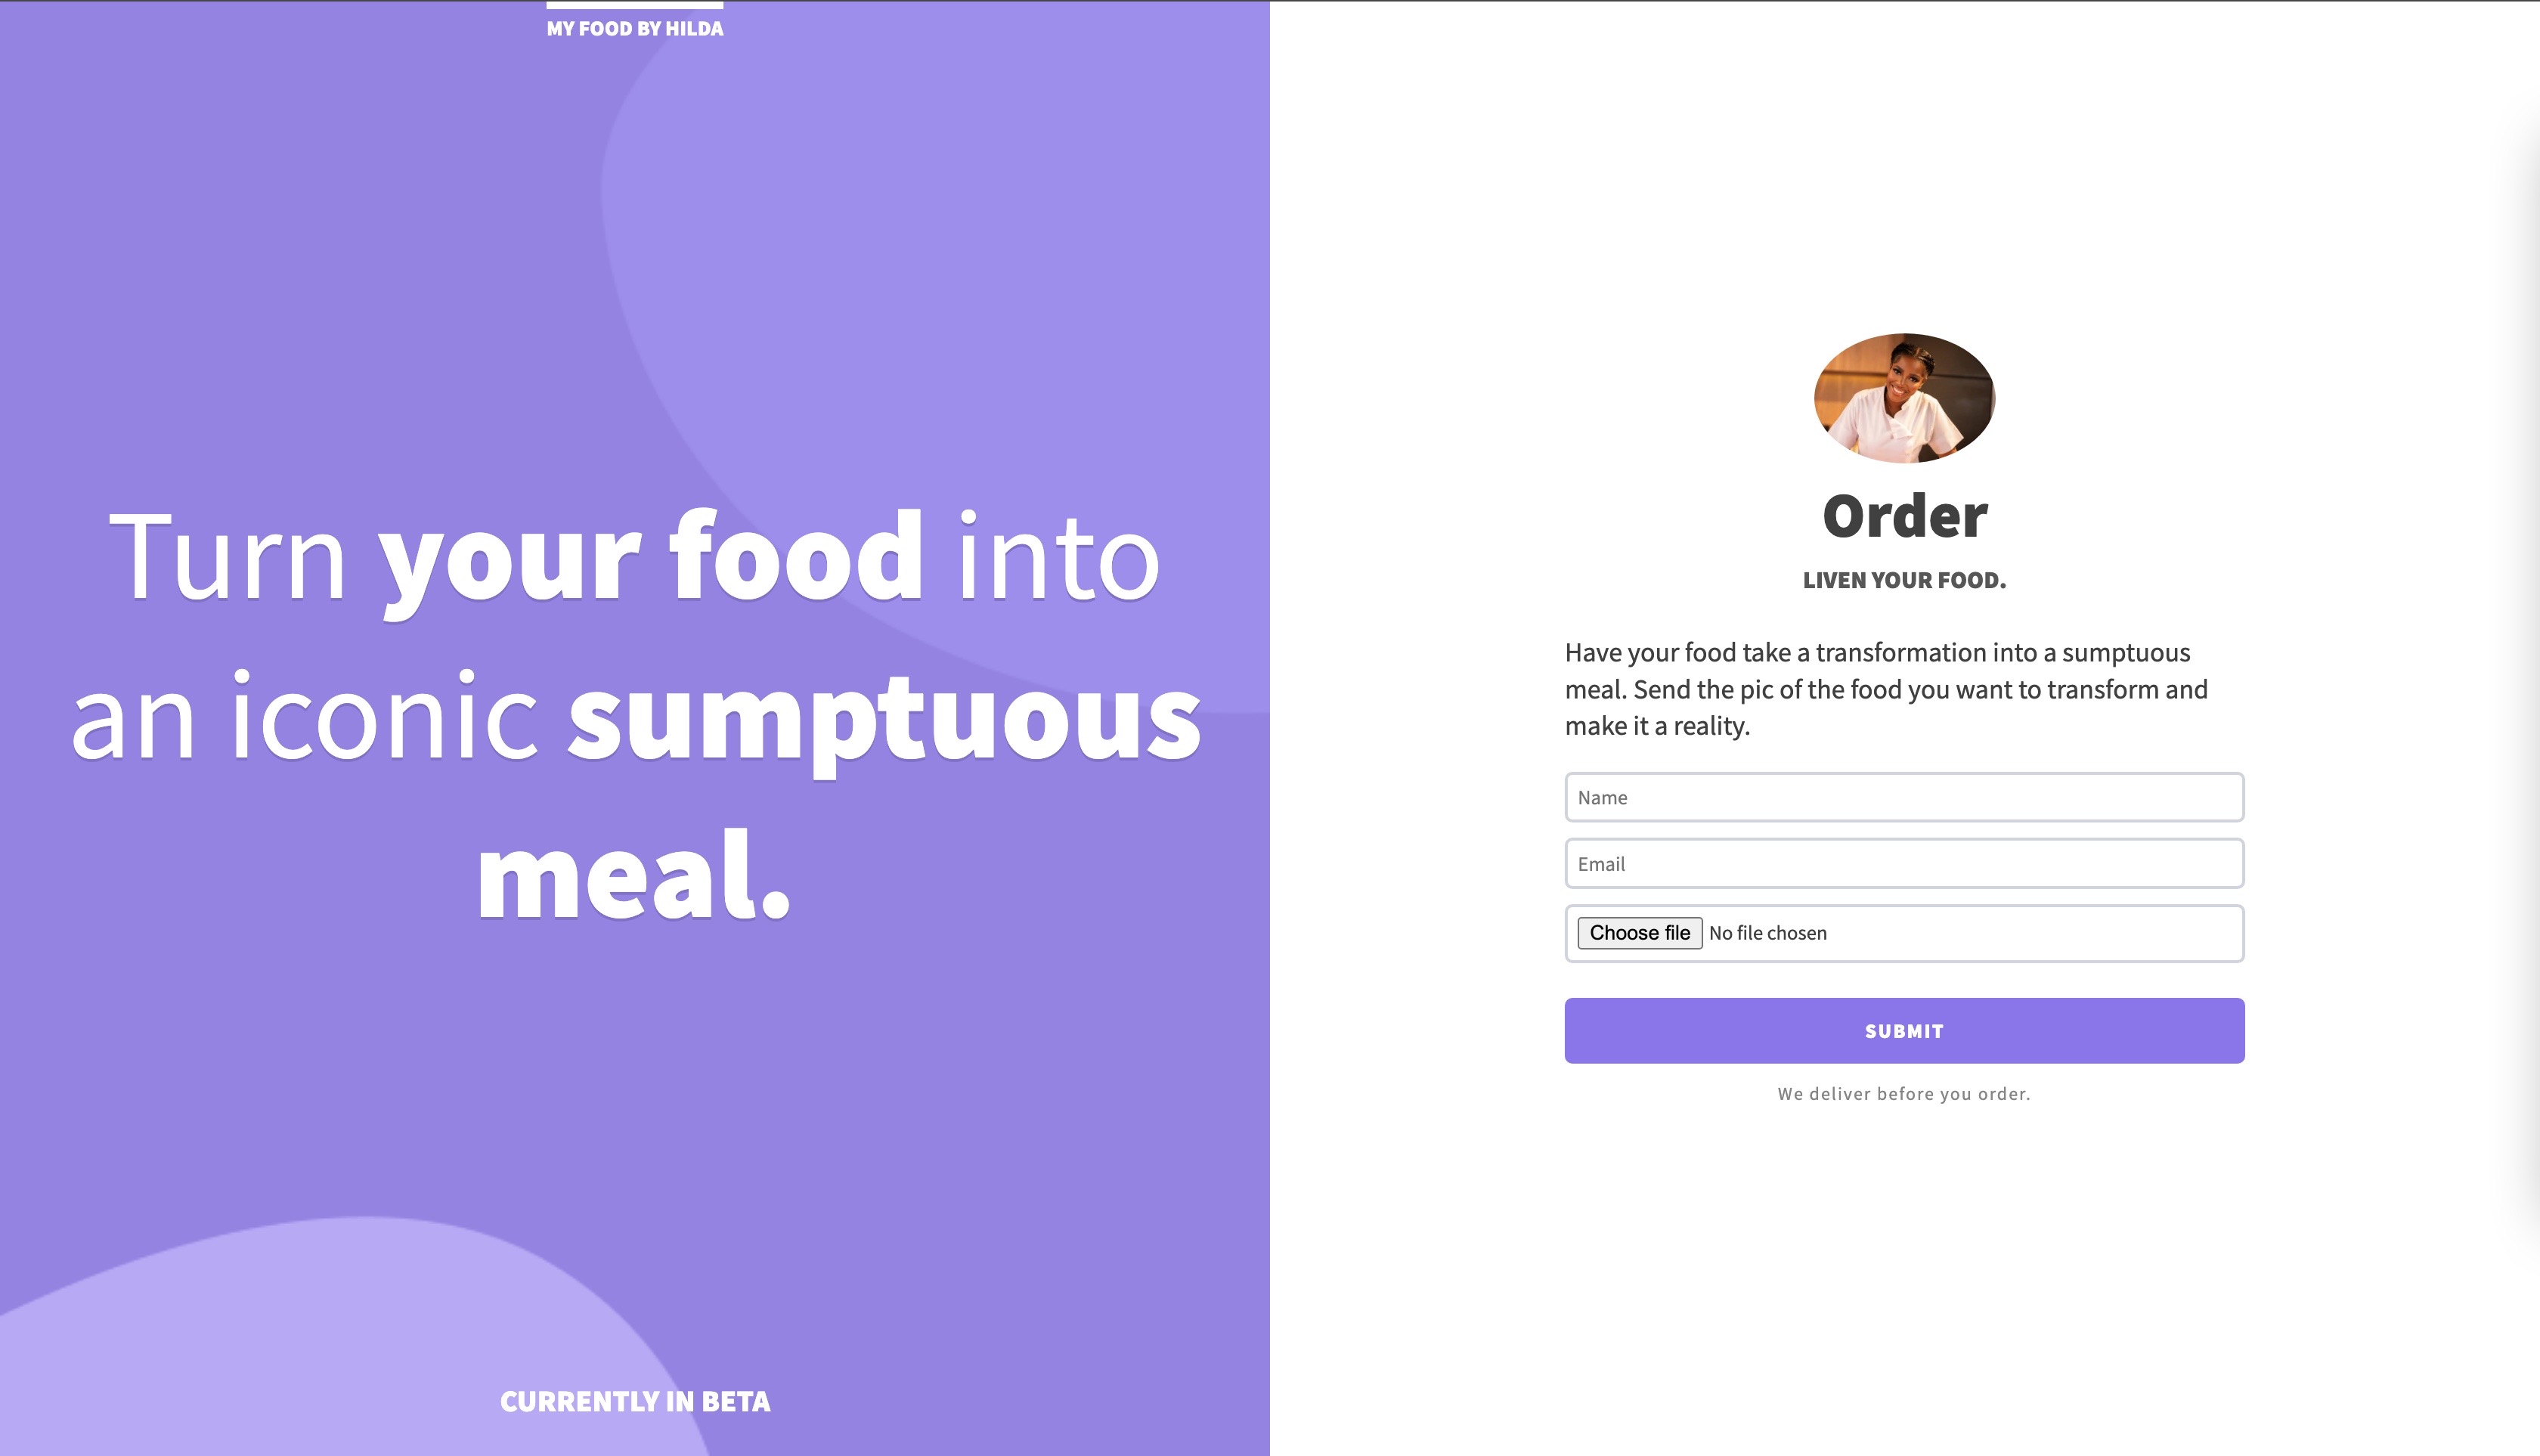 MY FOOD BY HILDA
Turn your food into
an iconic sumptuous
meal.
CURRENTLY IN BETA
Order
LIVEN YOUR FOOD.
Have your food take a transformation into a sumptuous
meal. Send the pic of the food you want to transform and
make it a reality.
Name
Email
Choose file No file chosen
SUBMIT
We deliver before you order.